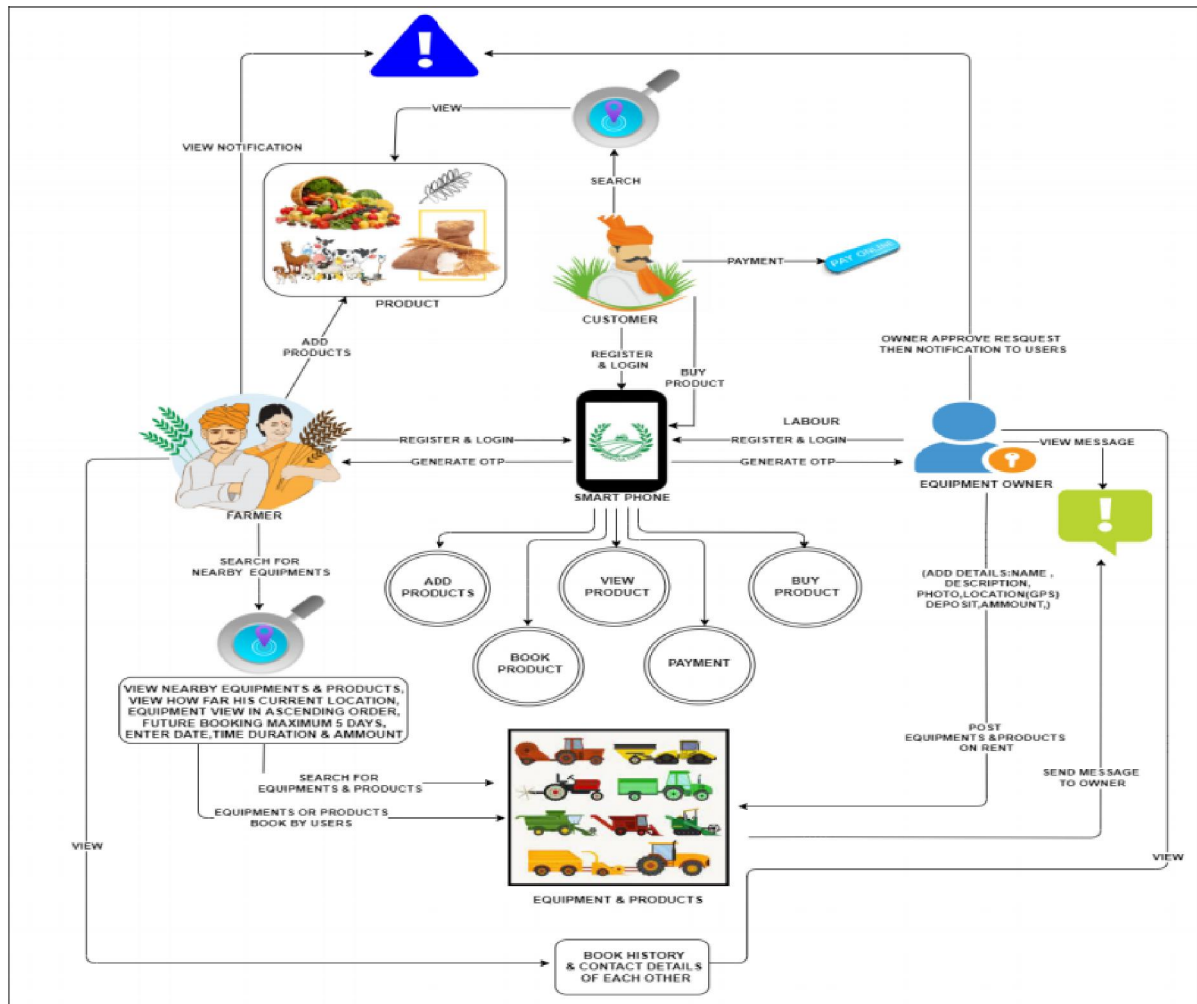 VIEW
VIEW NOTIFICATION
SEARCH
PAY ONLINE
PAYMENT
PRODUCT
CUSTOMER
ADD
PRODUCTS
REGISTER
& LOGIN
BUY
PRODUCT
OWNER APPROVE RESQUEST
THEN NOTIFICATION TO USERS
LABOUR
REGISTER & LOGIN
REGISTER & LOGIN
VIEW MESSAGE
GENERATE OTP
GENERATE OTP
EQUIPMENT OWNER
SMART PHONE
FARMER
SEARCH FOR
NEARBY EQUIPMENTS
ADD
PRODUCTS
VIEW
PRODUCT
BUY
PRODUCT
(ADD DETAILS:NAME ,
DESCRIPTION,
PHOTO,LOCATION(GPS)
DEPOSIT,AMMOUNT,)
BOOK
PRODUCT
PAYMENT
VIEW NEARBY EQUIPMENTS & PRODUCTS,
VIEW HOW FAR HIS CURRENT LOCATION,
EQUIPMENT VIEW IN ASCENDING ORDER,
FUTURE BOOKING MAXIMUM 5 DAYS,
ENTER DATE,TIME DURATION & AMMOUNT
POST
EQUIPMENTS &PRODUCTS
ON RENT
SEARCH FOR
EQUIPMENTS & PRODUCTS
SEND MESSAGE
TO OWNER
EQUIPMENTS OR PRODUCTS
BOOK BY USERS
VIEW
VIEW
EQUIPMENT & PRODUCTS
BOOK HISTORY
& CONTACT DETAILS
OF EACH OTHER